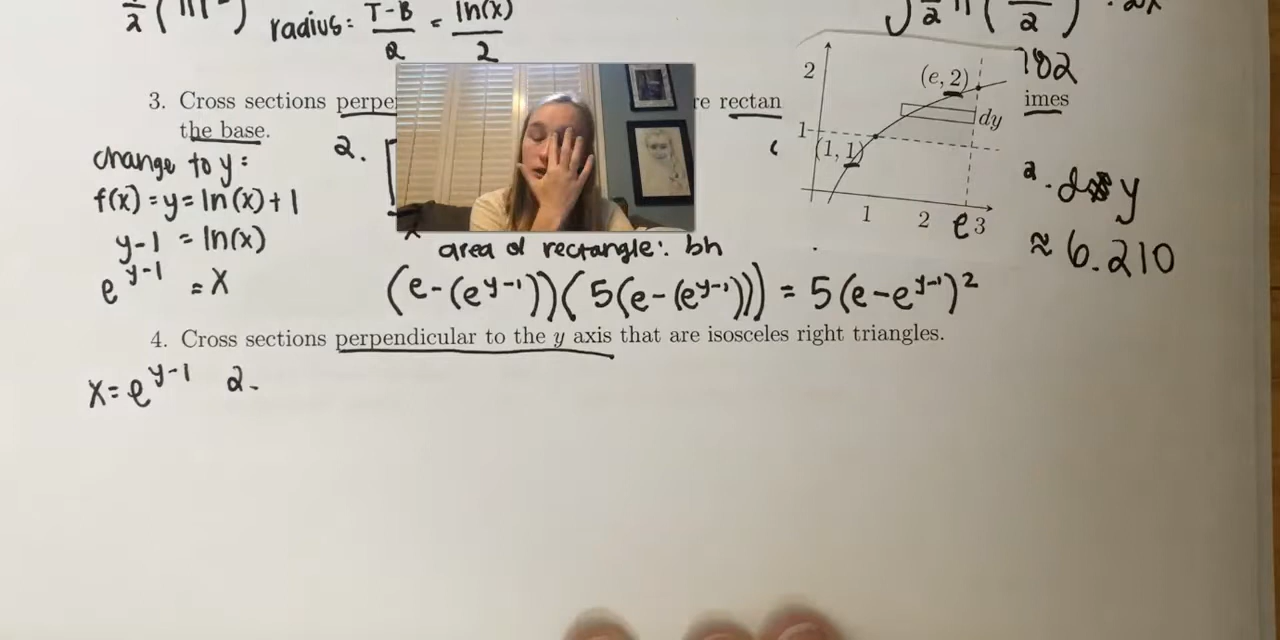 radius: T-B/2 = ln(x)/2
3. Cross sections perpe
re rectan
imes
the base.
2
(e, 2)
782
1
dy
(1, 1)
1 2 e 3
change to y:
2.
f(x) = y = ln(x) + 1
y-1 = ln(x)
e^y-1 = x
2 . d y
≈ 6.210
area of rectangle: bh
(e-(e^y-1))(5(e-(e^y-1))) = 5(e-e^y-1)^2
4. Cross sections perpendicular to the y axis that are isosceles right triangles.
x = e^y-1 2.